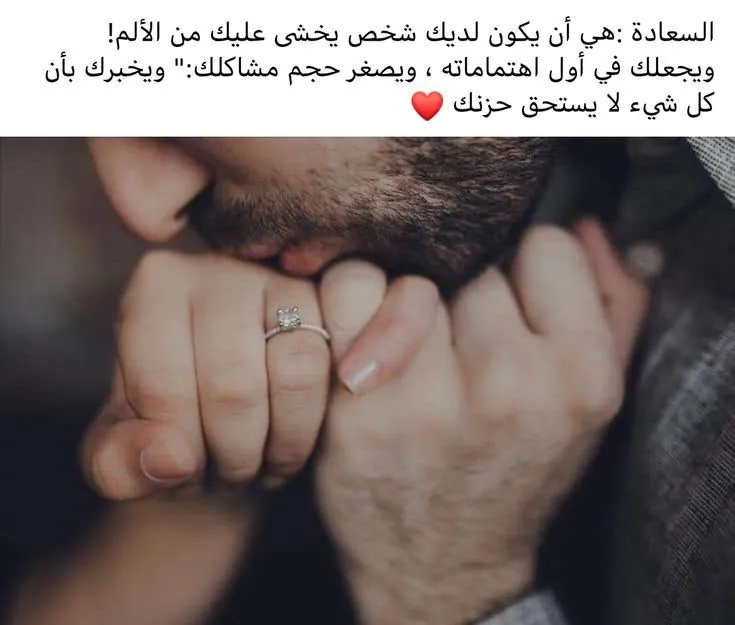 السعادة :هي أن يكون لديك شخص يخشى عليك من الألم!
ويجعلك في أول اهتماماته ، ويصغر حجم مشاكلك:" ويخبرك بأن
كل شيء لا يستحق حزنك ❤️